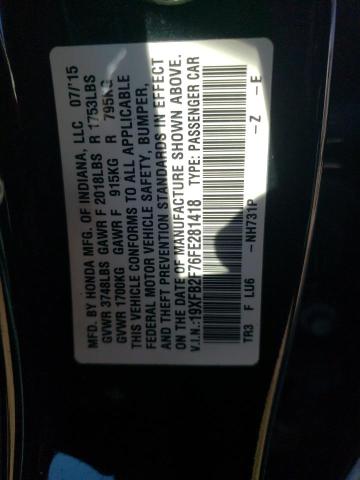 MFD. BY HONDA MFG. OF INDIANA, LLC 07/'15
GVWR 3748LBS GAWR F 2018LBS R 1753LBS
GVWR 1700KG GAWR F 915KG R 795KG
THIS VEHICLE CONFORMS TO ALL APPLICABLE
FEDERAL MOTOR VEHICLE SAFETY, BUMPER,
AND THEFT PREVENTION STANDARDS IN EFFECT
ON THE DATE OF MANUFACTURE SHOWN ABOVE.
V.I.N.:19XFB2F76FE281418 TYPE: PASSENGER CAR
TR3 F LU6 -NH731P -Z -E